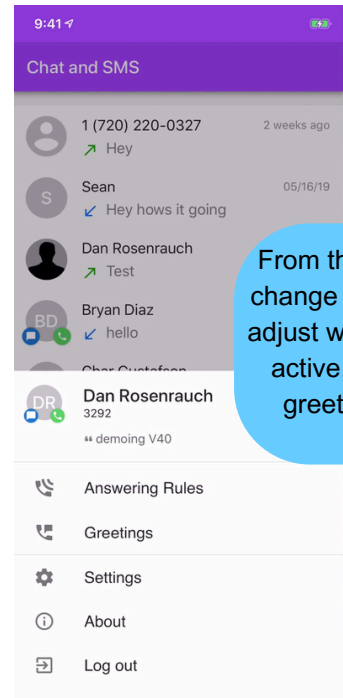 9:41
Chat and SMS
1 (720) 220-0327 2 weeks ago
Hey
S Sean 05/16/19
Hey hows it going
Dan Rosenrauch
Test
BD Bryan Diaz
hello
From th
change
adjust w
active
greet
DR Dan Rosenrauch
3292
❝ demoing V40
Answering Rules
Greetings
Settings
About
Log out